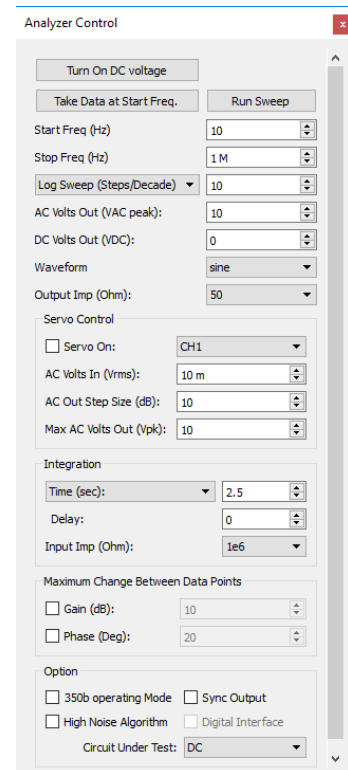 Analyzer Control x
Turn On DC voltage
Take Data at Start Freq. Run Sweep
Start Freq (Hz) 10
Stop Freq (Hz) 1 M
Log Sweep (Steps/Decade) 10
AC Volts Out (VAC peak): 10
DC Volts Out (VDC): 0
Waveform sine
Output Imp (Ohm): 50
Servo Control
Servo On: CH1
AC Volts In (Vrms): 10 m
AC Out Step Size (dB): 10
Max AC Volts Out (Vpk): 10
Integration
Time (sec): 2.5
Delay: 0
Input Imp (Ohm): 1e6
Maximum Change Between Data Points
Gain (dB): 10
Phase (Deg): 20
Option
350b operating Mode Sync Output
High Noise Algorithm Digital Interface
Circuit Under Test: DC